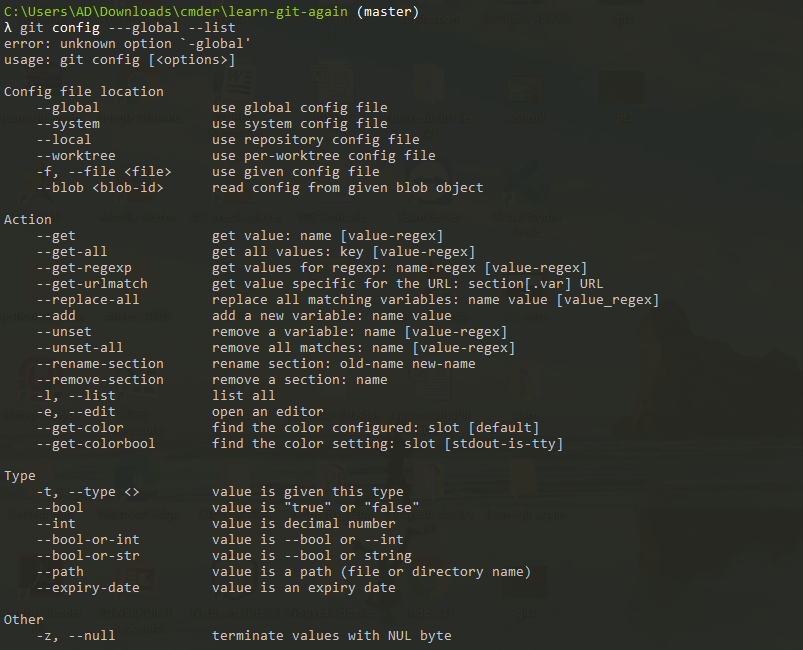 C:\Users\AD\Downloads\cmder\learn-git-again (master)
λ git config ---global --list
error: unknown option `-global'
usage: git config [<options>]

Config file location
    --global              use global config file
    --system              use system config file
    --local               use repository config file
    --worktree            use per-worktree config file
    -f, --file <file>     use given config file
    --blob <blob-id>      read config from given blob object

Action
    --get                 get value: name [value-regex]
    --get-all             get all values: key [value-regex]
    --get-regexp          get values for regexp: name-regex [value-regex]
    --get-urlmatch        get value specific for the URL: section[.var] URL
    --replace-all         replace all matching variables: name value [value_regex]
    --add                 add a new variable: name value
    --unset               remove a variable: name [value-regex]
    --unset-all           remove all matches: name [value-regex]
    --rename-section      rename section: old-name new-name
    --remove-section      remove a section: name
    -l, --list            list all
    -e, --edit            open an editor
    --get-color           find the color configured: slot [default]
    --get-colorbool       find the color setting: slot [stdout-is-tty]

Type
    -t, --type <>         value is given this type
    --bool                value is "true" or "false"
    --int                 value is decimal number
    --bool-or-int         value is --bool or --int
    --bool-or-str         value is --bool or string
    --path                value is a path (file or directory name)
    --expiry-date         value is an expiry date

Other
    -z, --null            terminate values with NUL byte